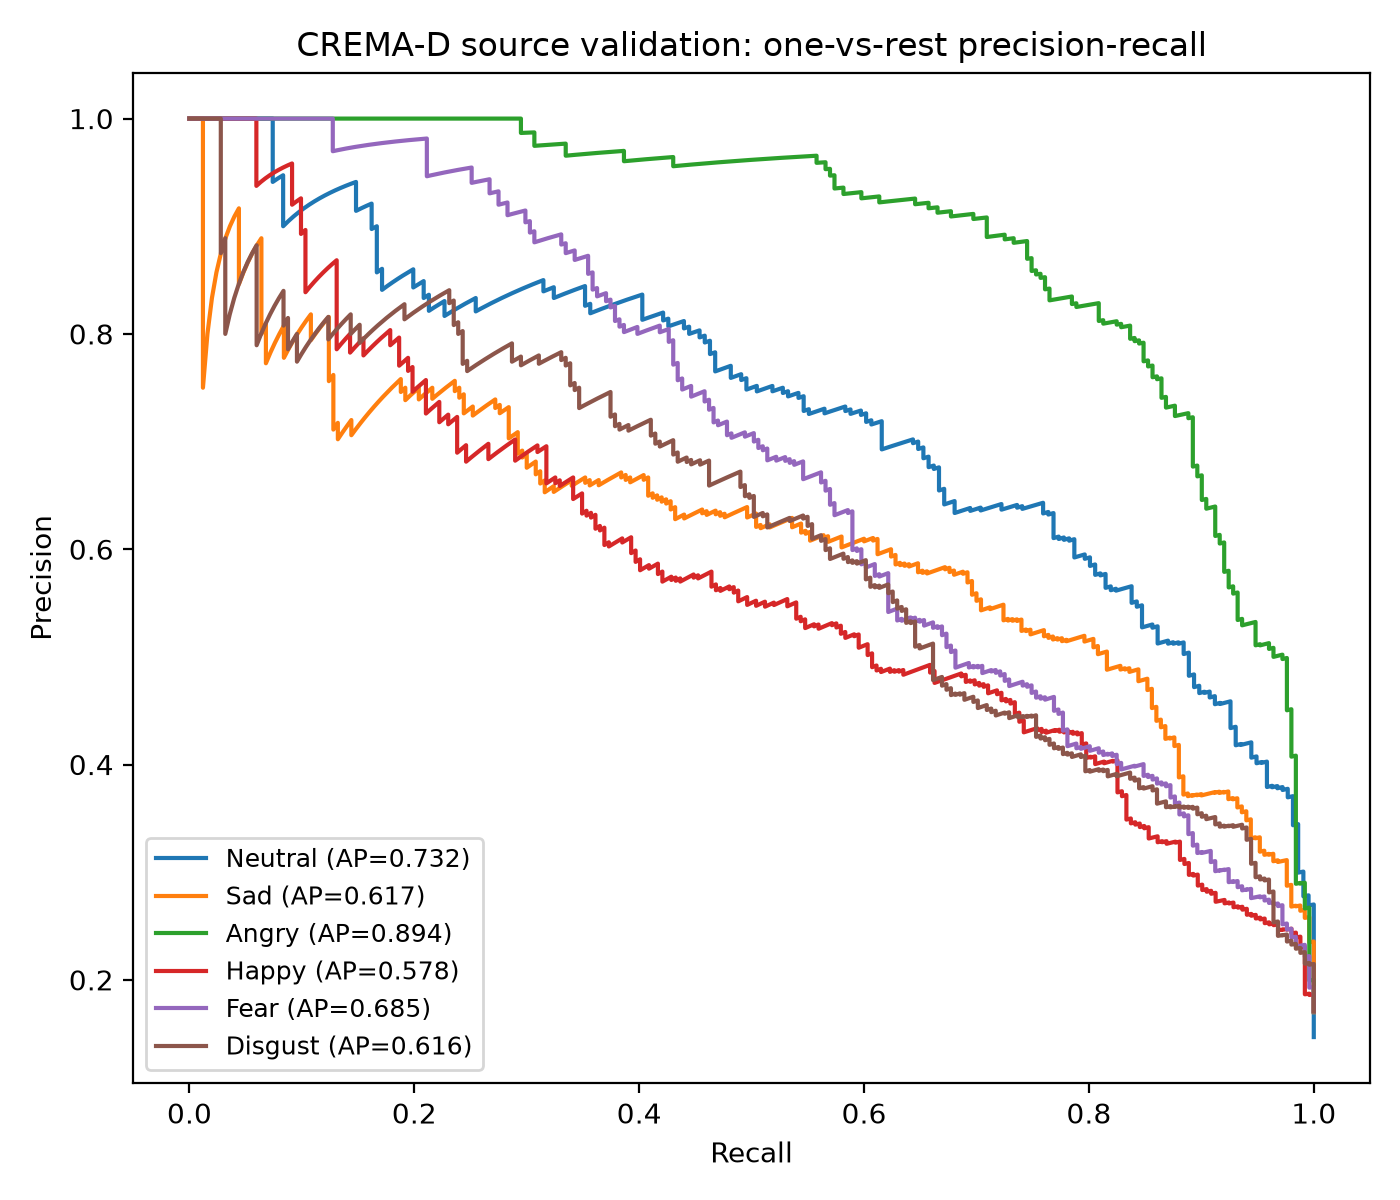 CREMA-D source validation: one-vs-rest precision-recall
Precision
1.0
0.8
0.6
0.4
0.2
Neutral (AP=0.732)
Sad (AP=0.617)
Angry (AP=0.894)
Happy (AP=0.578)
Fear (AP=0.685)
Disgust (AP=0.616)
0.0 0.2 0.4 0.6 0.8 1.0
Recall